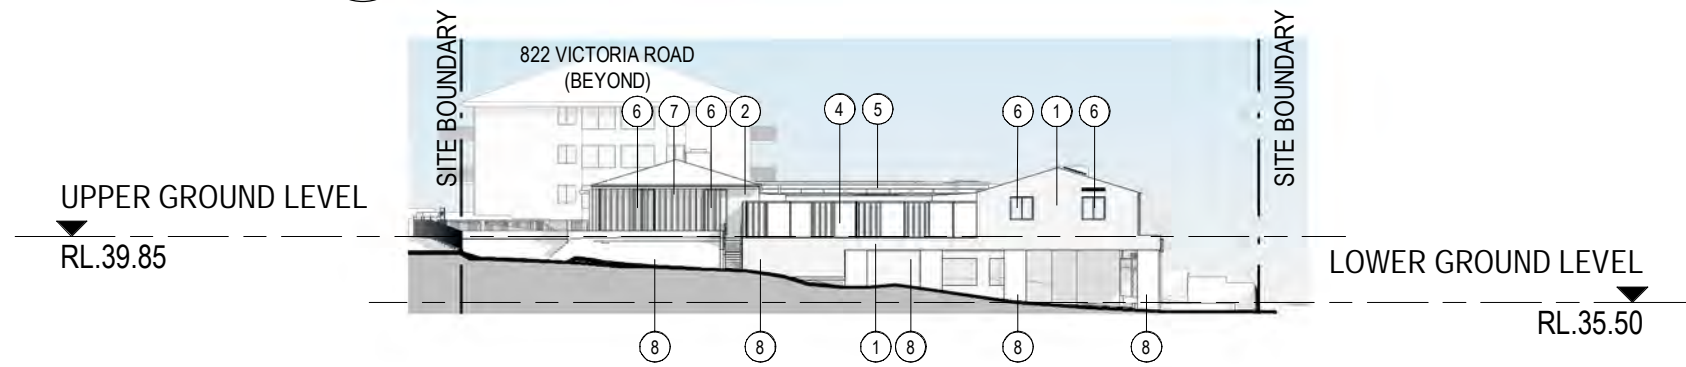 822 VICTORIA ROAD
(BEYOND)
SITE BOUNDARY
SITE BOUNDARY
6 7 6 2 4 5 6 1 6
UPPER GROUND LEVEL
RL.39.85
LOWER GROUND LEVEL
RL.35.50
8 8 1 8 8 8